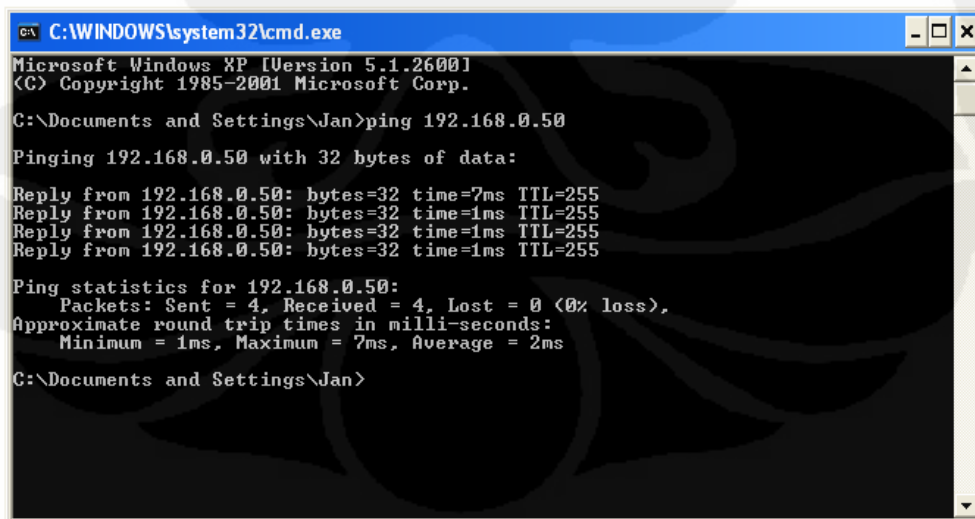 C:\WINDOWS\system32\cmd.exe
Microsoft Windows XP [Version 5.1.2600]
(C) Copyright 1985-2001 Microsoft Corp.
C:\Documents and Settings\Jan>ping 192.168.0.50
Pinging 192.168.0.50 with 32 bytes of data:
Reply from 192.168.0.50: bytes=32 time=7ms TTL=255
Reply from 192.168.0.50: bytes=32 time=1ms TTL=255
Reply from 192.168.0.50: bytes=32 time=1ms TTL=255
Reply from 192.168.0.50: bytes=32 time=1ms TTL=255
Ping statistics for 192.168.0.50:
    Packets: Sent = 4, Received = 4, Lost = 0 (0% loss),
Approximate round trip times in milli-seconds:
    Minimum = 1ms, Maximum = 7ms, Average = 2ms
C:\Documents and Settings\Jan>